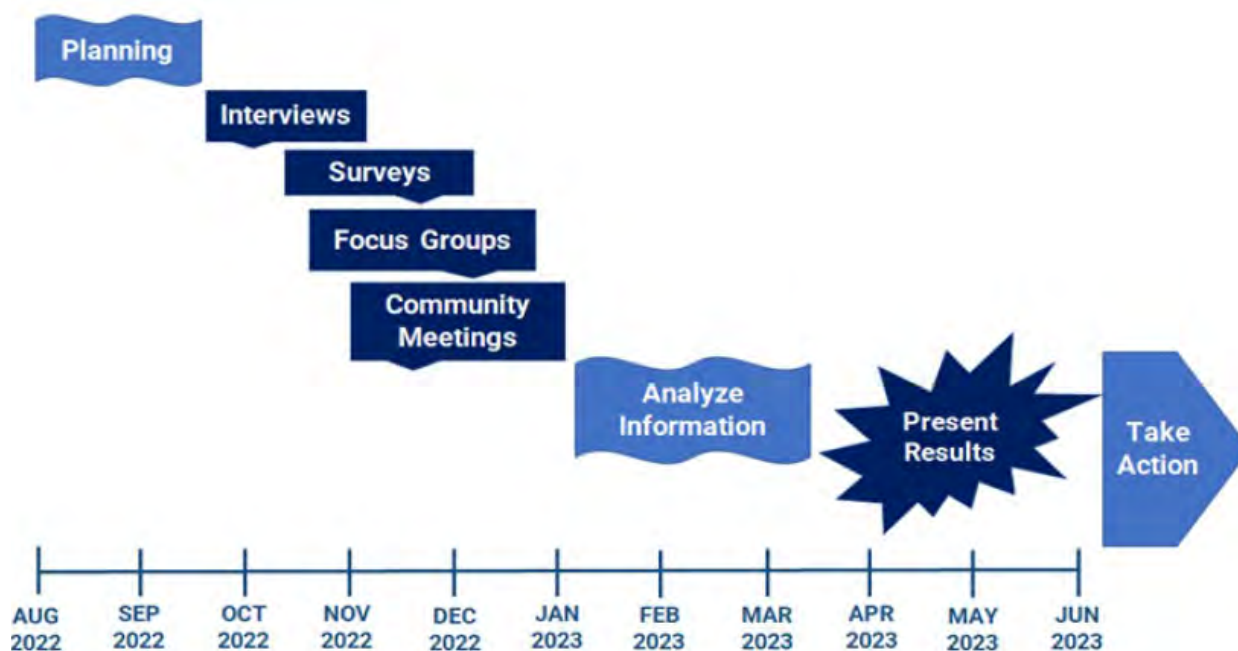 Planning
Interviews
Surveys
Focus Groups
Community
Meetings
Analyze
Information
Present
Results
Take
Action
AUG
2022
SEP
2022
OCT
2022
NOV
2022
DEC
2022
JAN
2023
FEB
2023
MAR
2023
APR
2023
MAY
2023
JUN
2023